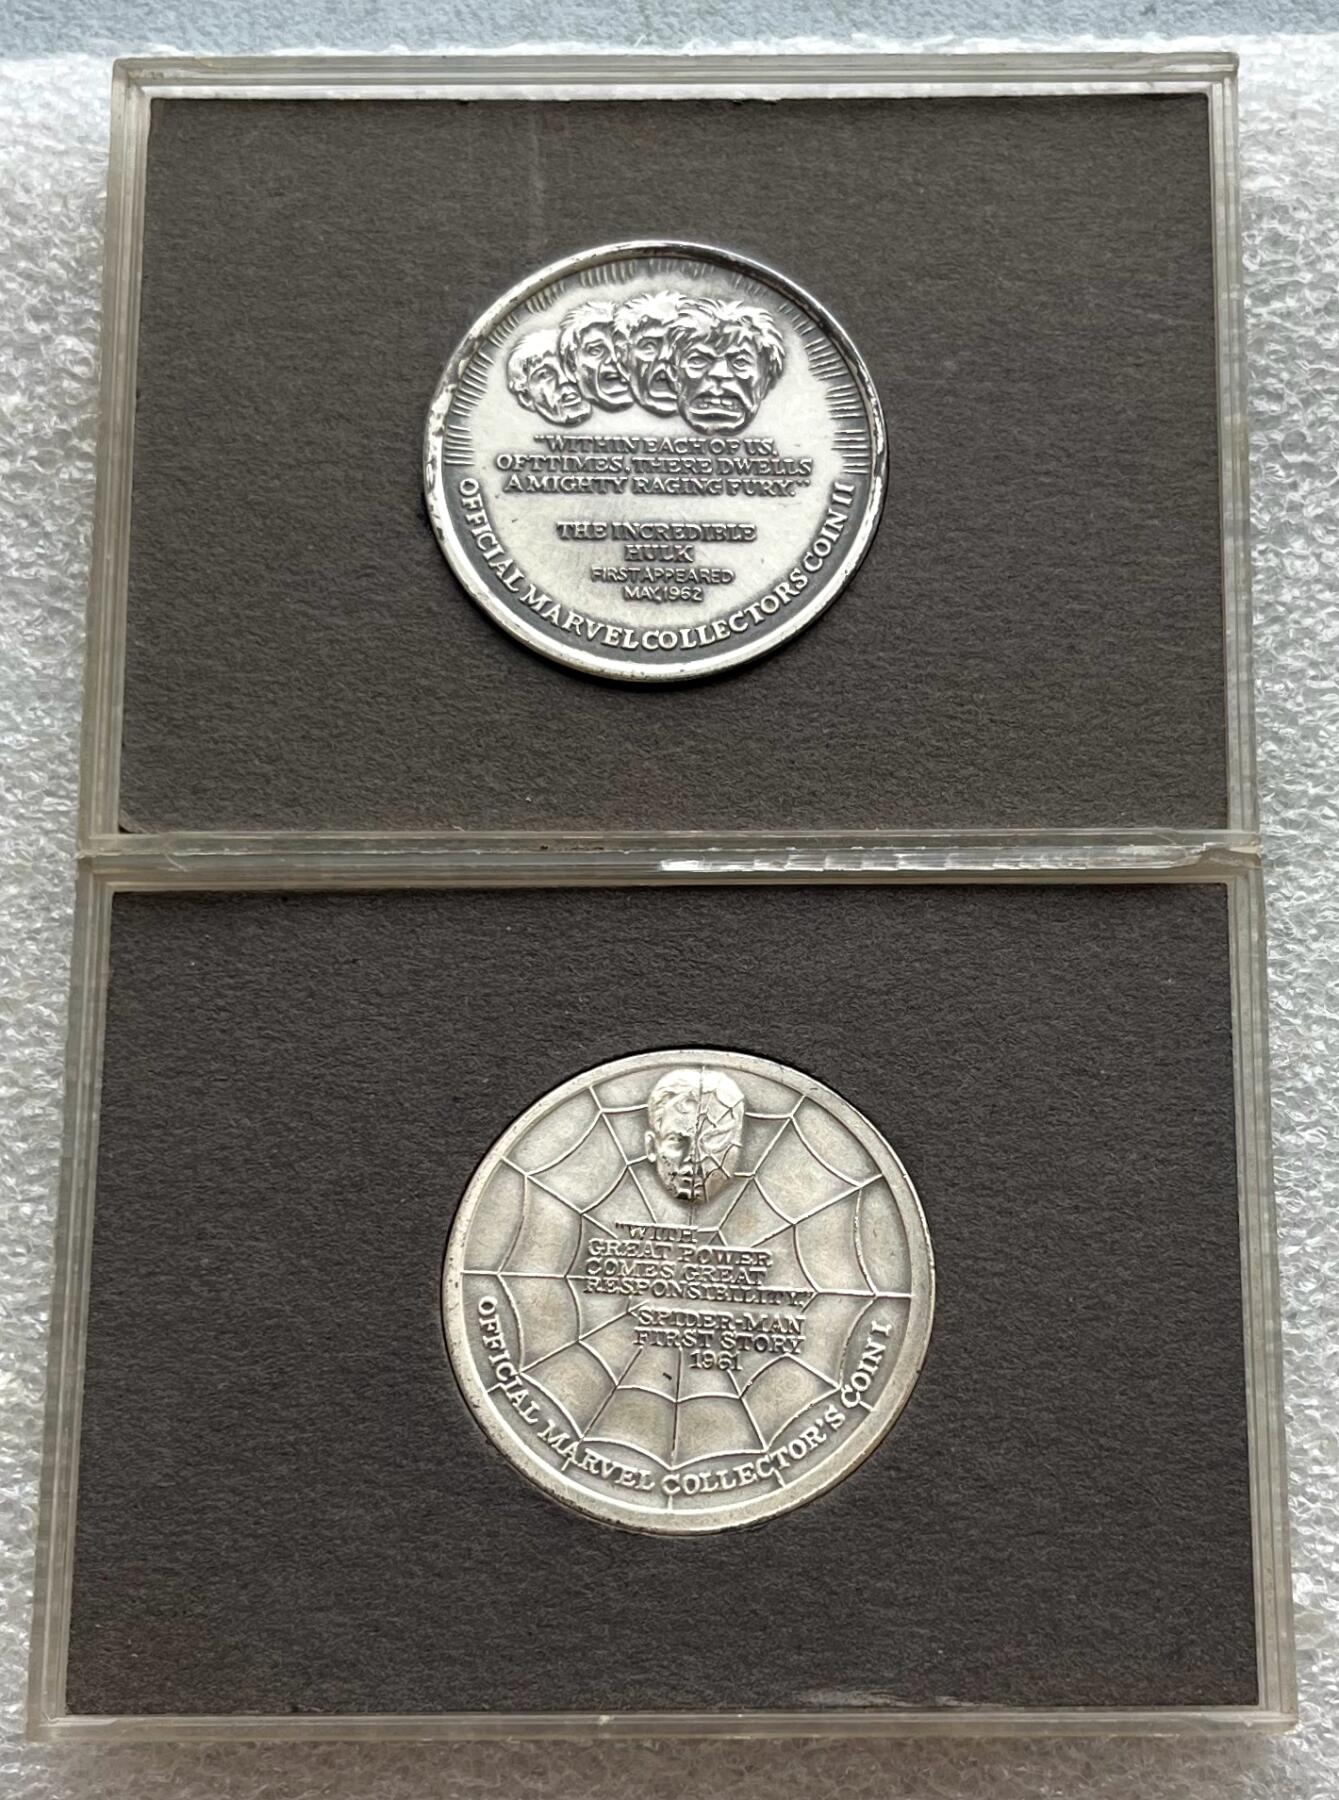 "WITHIN EACH OF US,
OFTTIMES, THERE DWELLS
A MIGHTY RAGING FURY."
THE INCREDIBLE
HULK
FIRST APPEARED
MAY, 1962
OFFICIAL MARVEL COLLECTORS COIN II
"WITH
GREAT POWER
COMES GREAT
RESPONSIBILITY."
SPIDER-MAN
FIRST STORY
1961
OFFICIAL MARVEL COLLECTOR'S COIN I